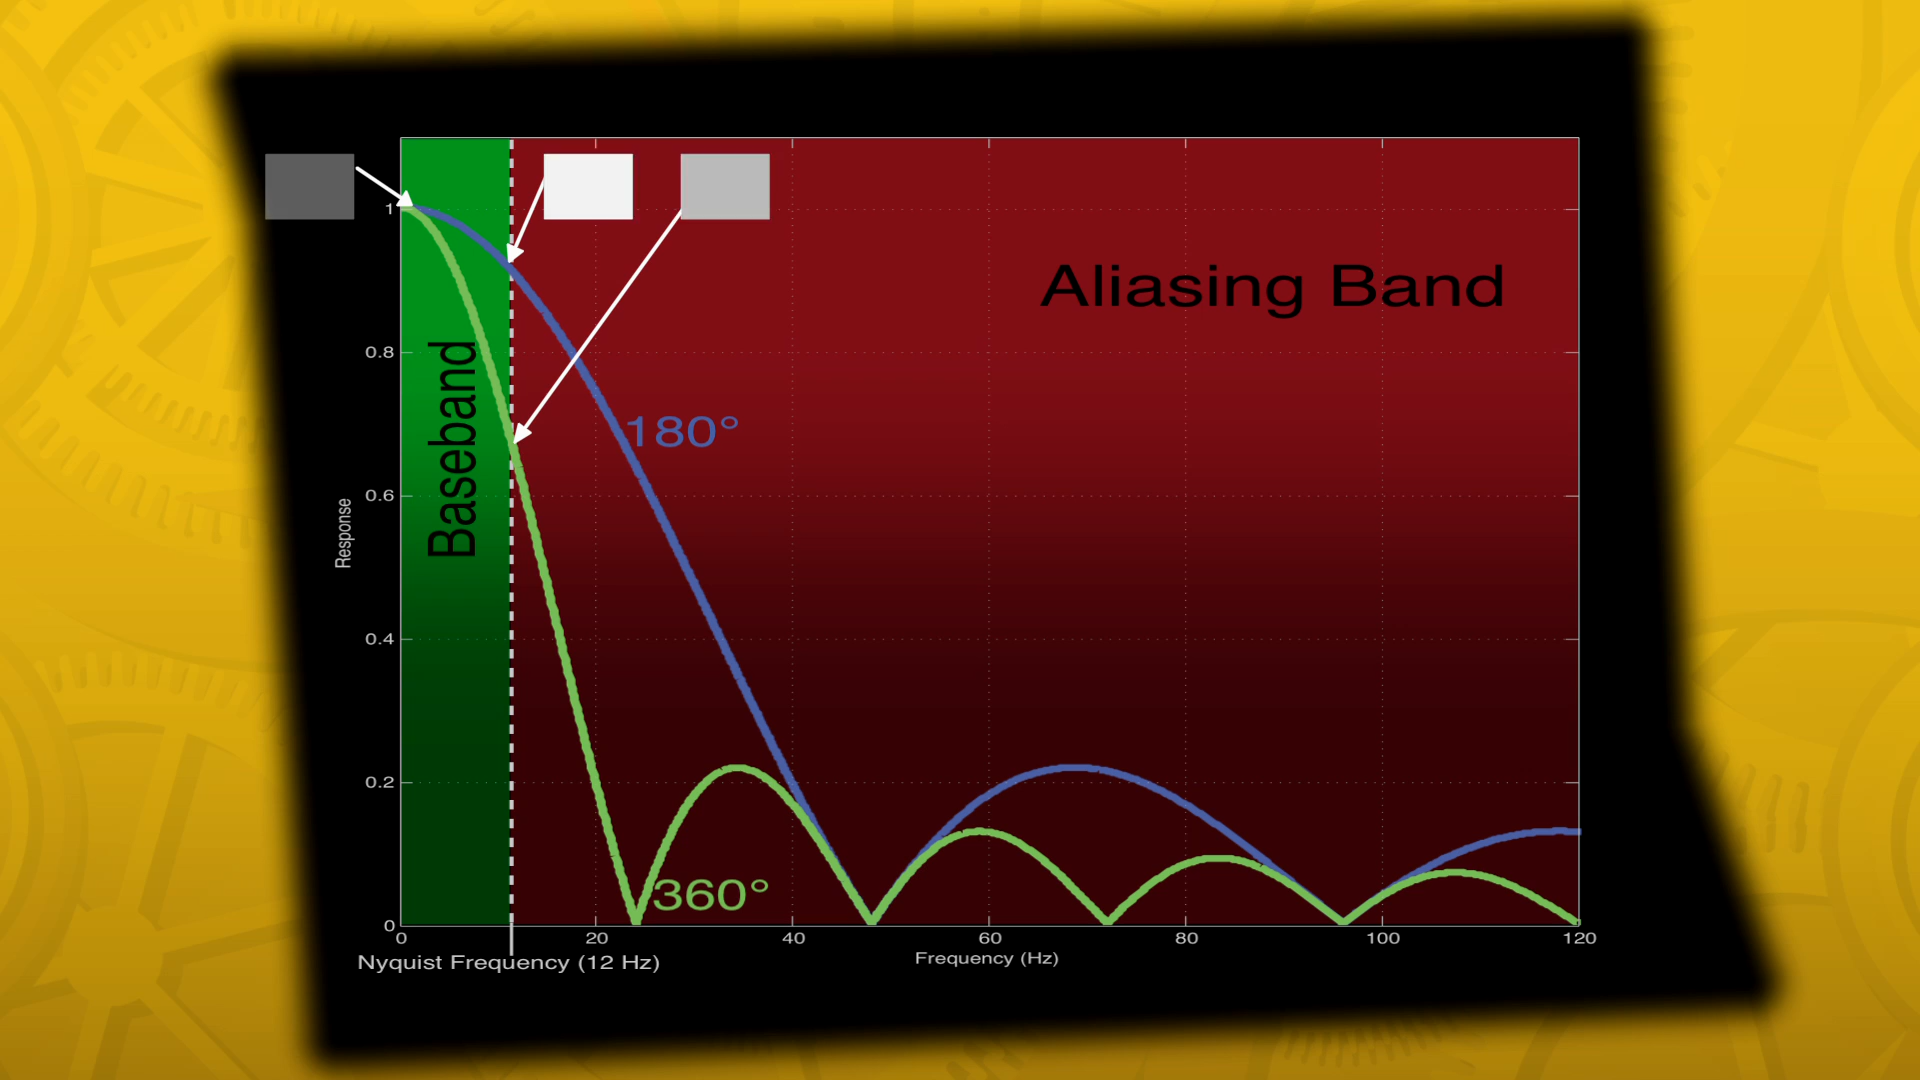 Aliasing Band
Baseband
180°
360°
Response
1
0.8
0.6
0.4
0.2
0
0 20 40 60 80 100 120
Nyquist Frequency (12 Hz)
Frequency (Hz)